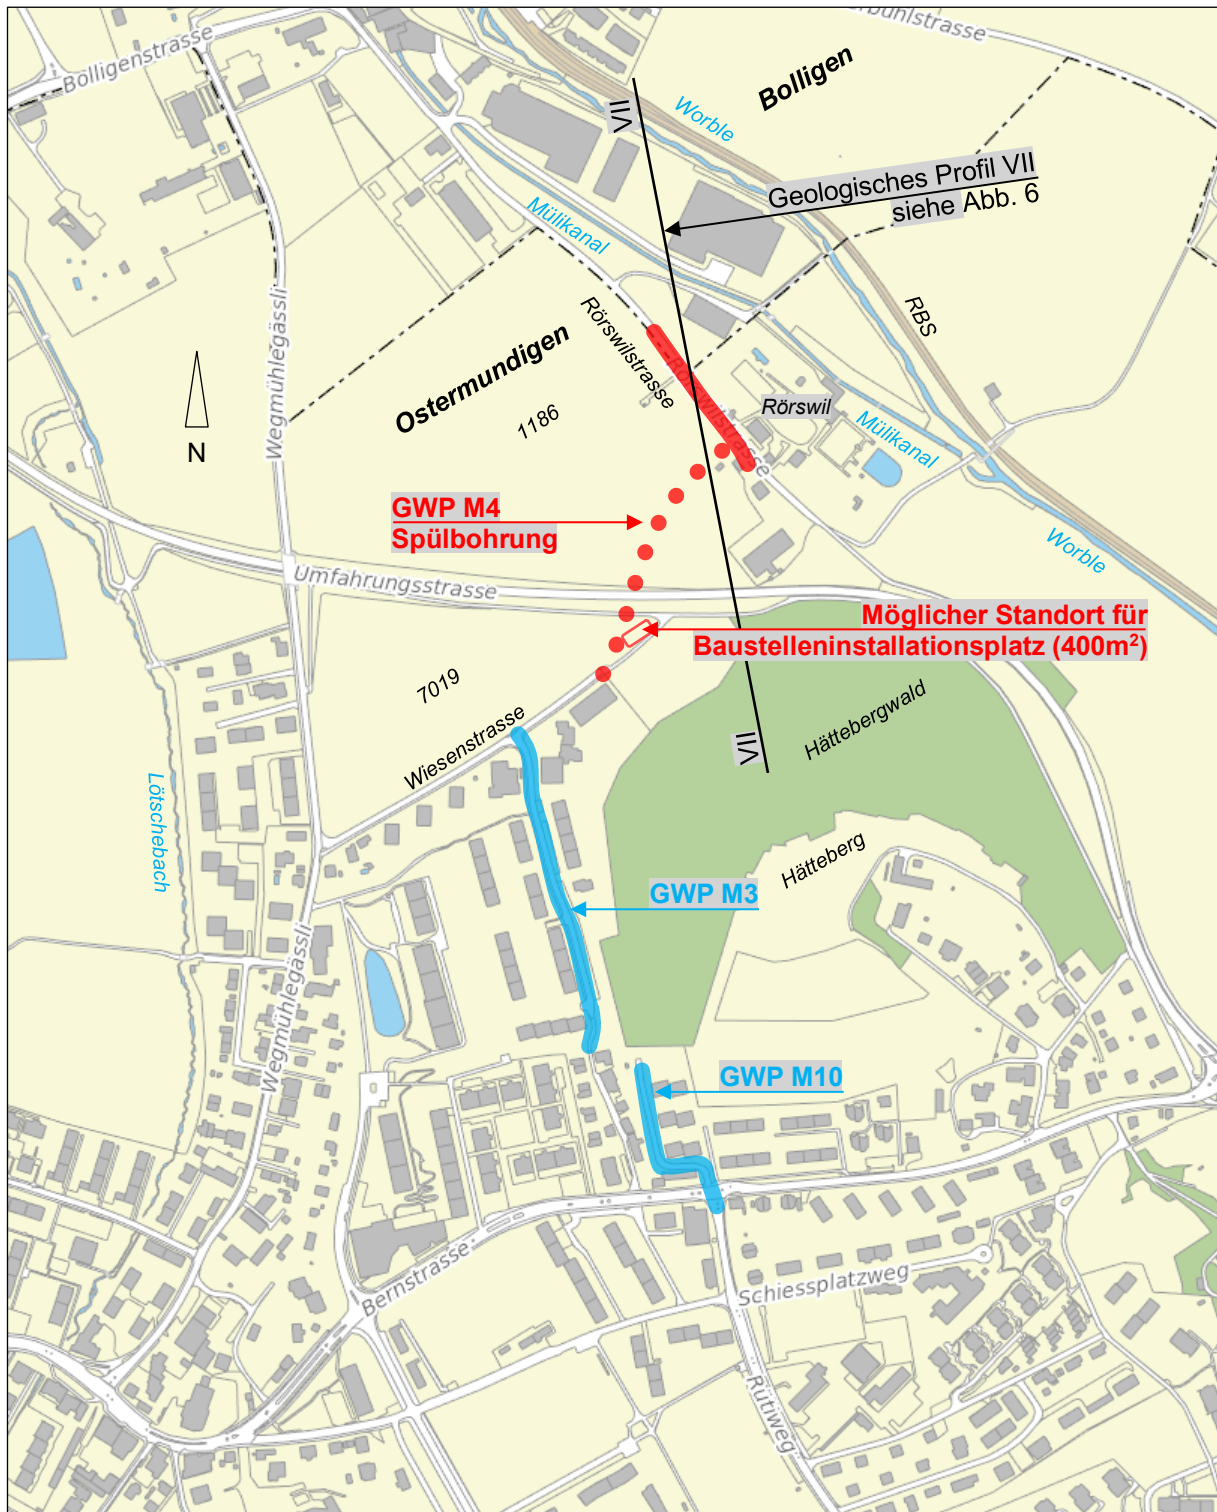 Bolligenstrasse
rbühlstrasse
Bolligen
VII
Worble
Geologisches Profil VII
siehe Abb. 6
Mülikanal
Wegmühlegässli
Ostermundigen
Rörswilstrasse
RBS
Rörswilstrasse
Rörswil
1186
Mülikanal
N
GWP M4
Spülbohrung
Worble
Umfahrungsstrasse
Möglicher Standort für
Baustelleninstallationsplatz (400m²)
7019
Hättebergwald
Wiesenstrasse
VII
Lötschebach
Hätteberg
GWP M3
Wegmühlegässli
GWP M10
Bernstrasse
Schiessplatzweg
Rütiweg